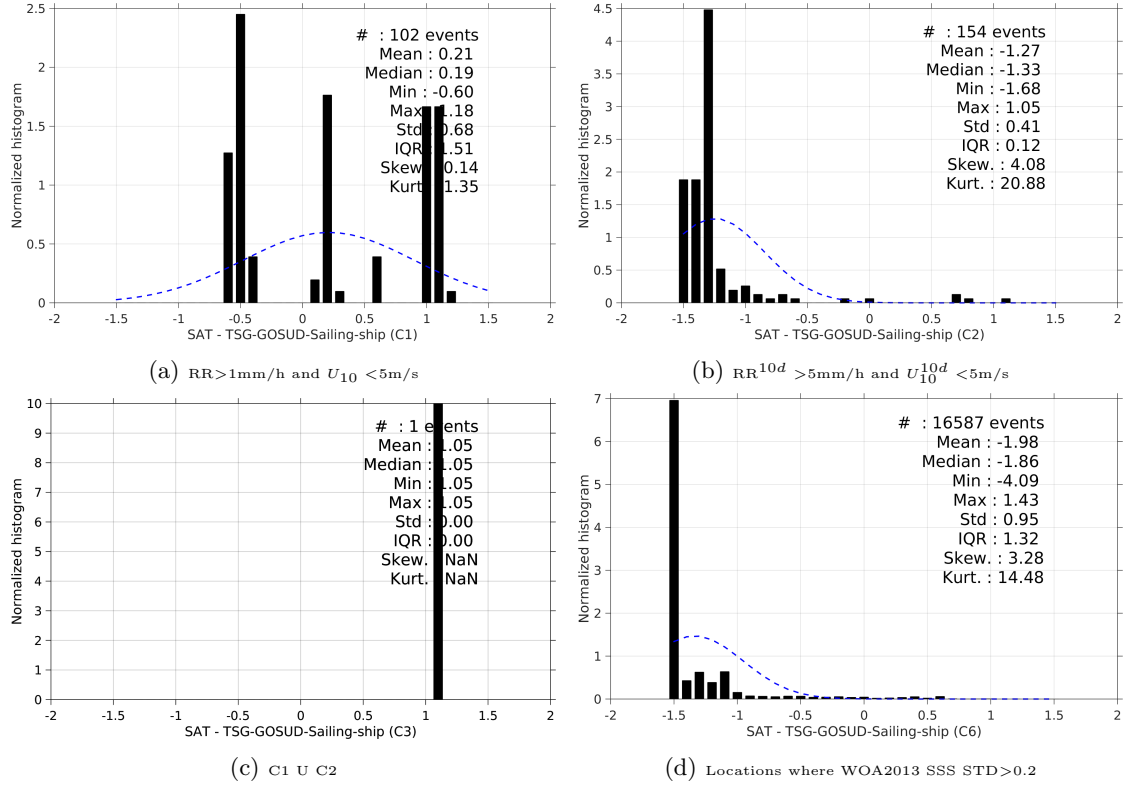 2.5
2
1.5
1
0.5
0
-2 -1.5 -1 -0.5 0 0.5 1 1.5 2
Normalized histogram
SAT - TSG-GOSUD-Sailing-ship (C1)
# : 102 events
Mean : 0.21
Median : 0.19
Min : -0.60
Max 1.18
Std 0.68
IQR 1.51
Skew. 0.14
Kurt. 1.35
(a) RR>1mm/h and U10 <5m/s
4.5
4
3.5
3
2.5
2
1.5
1
0.5
0
-2 -1.5 -1 -0.5 0 0.5 1 1.5 2
Normalized histogram
SAT - TSG-GOSUD-Sailing-ship (C2)
# : 154 events
Mean : -1.27
Median : -1.33
Min : -1.68
Max : 1.05
Std : 0.41
IQR : 0.12
Skew. : 4.08
Kurt. : 20.88
(b) RR^10d >5mm/h and U10^10d <5m/s
10
9
8
7
6
5
4
3
2
1
0
-2 -1.5 -1 -0.5 0 0.5 1 1.5 2
Normalized histogram
SAT - TSG-GOSUD-Sailing-ship (C3)
# : 1 events
Mean : 1.05
Median : 1.05
Min : 1.05
Max : 1.05
Std : 0.00
IQR : 0.00
Skew. NaN
Kurt. NaN
(c) C1 U C2
7
6
5
4
3
2
1
0
-2 -1.5 -1 -0.5 0 0.5 1 1.5 2
Normalized histogram
SAT - TSG-GOSUD-Sailing-ship (C6)
# : 16587 events
Mean : -1.98
Median : -1.86
Min : -4.09
Max : 1.43
Std : 0.95
IQR : 1.32
Skew. : 3.28
Kurt. : 14.48
(d) Locations where WOA2013 SSS STD>0.2